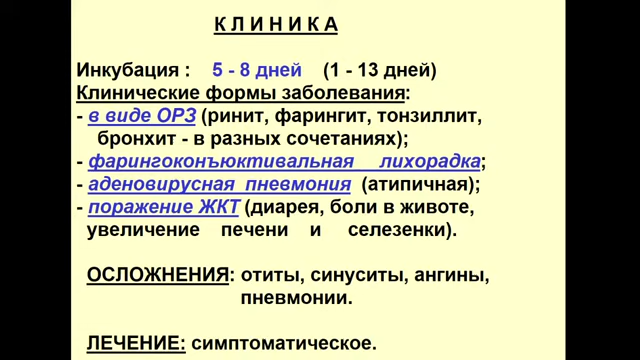 К Л И Н И К А
Инкубация : 5 - 8 дней (1 - 13 дней)
Клинические формы заболевания:
- в виде ОРЗ (ринит, фарингит, тонзиллит,
бронхит - в разных сочетаниях);
- фарингоконъюктивальная лихорадка;
- аденовирусная пневмония (атипичная);
- поражение ЖКТ (диарея, боли в животе,
увеличение печени и селезенки).
ОСЛОЖНЕНИЯ: отиты, синуситы, ангины,
пневмонии.
ЛЕЧЕНИЕ: симптоматическое.